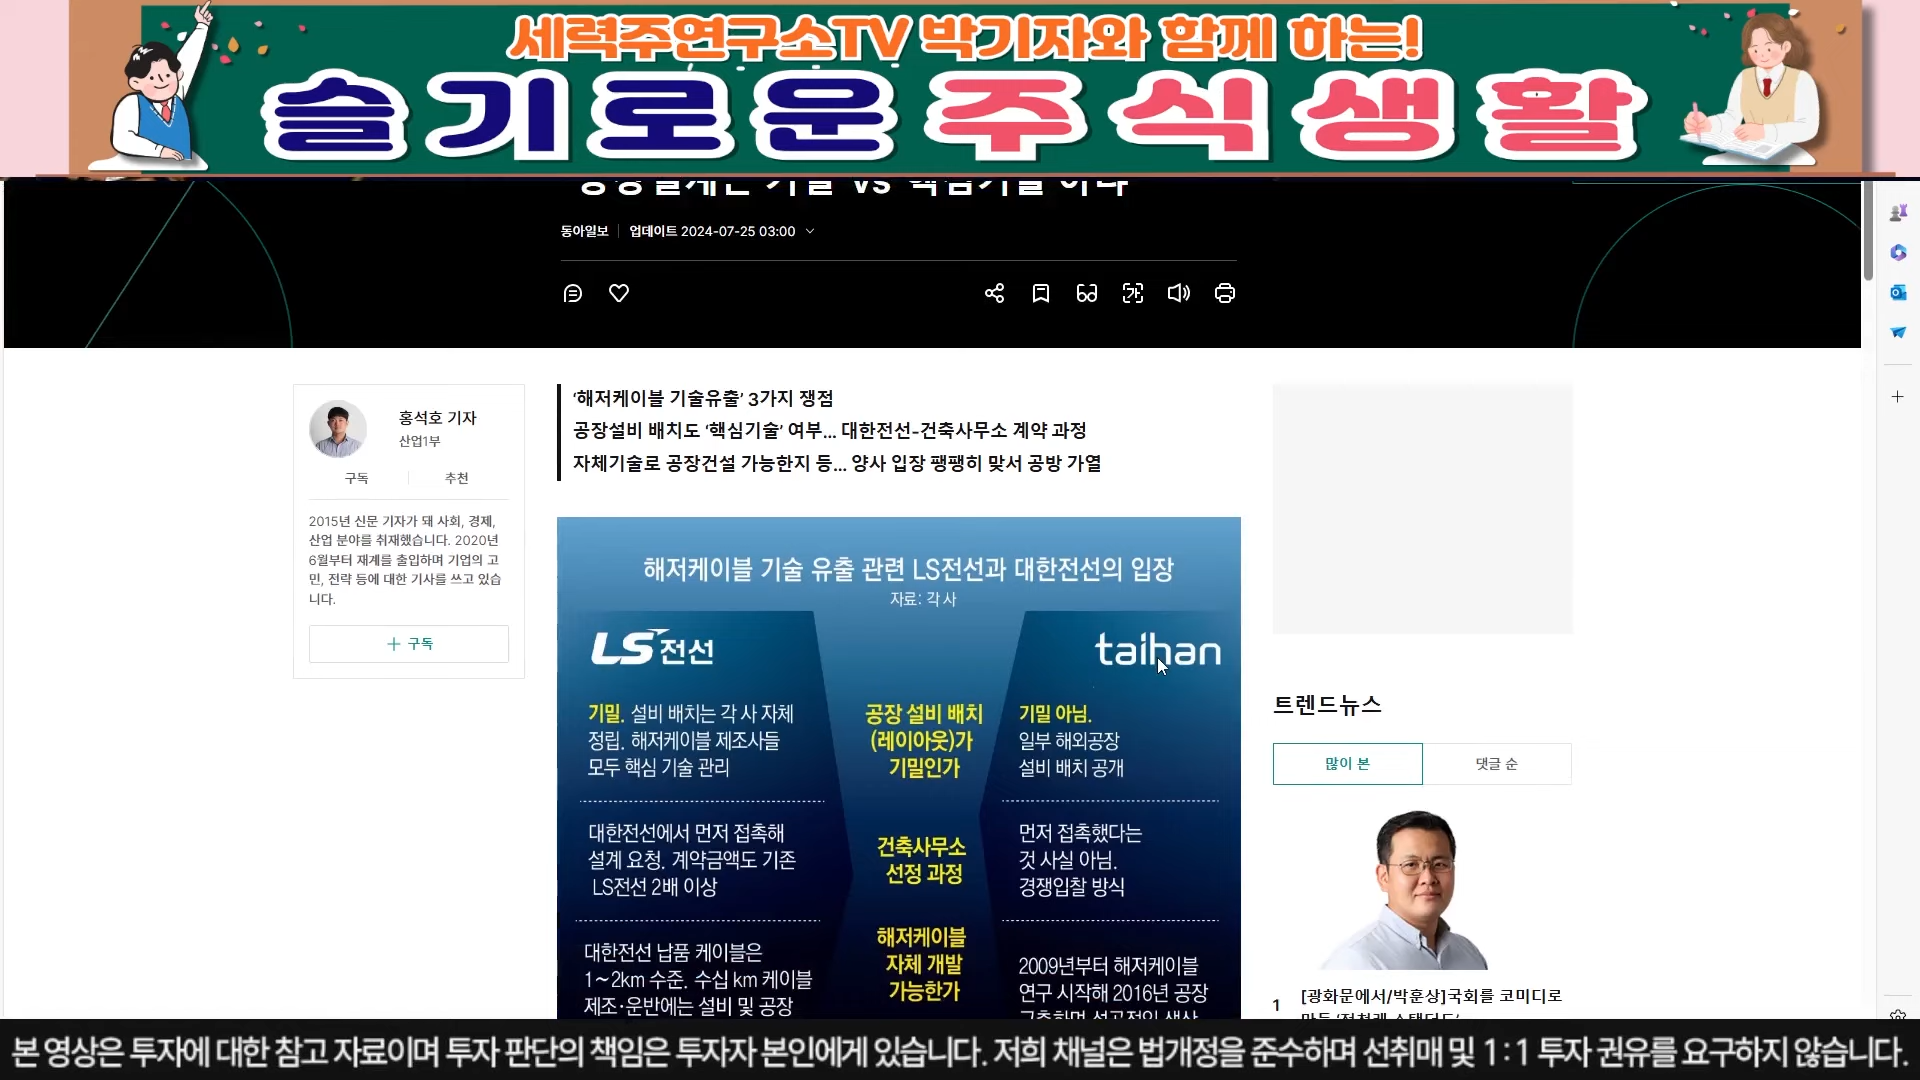 세력주연구소TV 박기자와 함께 하는!
슬기로운 주식생활
동아일보
업데이트 2024-07-25 03:00
홍석호 기자
산업1부
구독
추천
2015년 신문 기자가 돼 사회, 경제,
산업 분야를 취재했습니다. 2020년
6월부터 재계를 출입하며 기업의 고
민, 전략 등에 대한 기사를 쓰고 있습
니다.
+ 구독
‘해저케이블 기술유출’ 3가지 쟁점
공장설비 배치도 ‘핵심기술’ 여부… 대한전선-건축사무소 계약 과정
자체기술로 공장건설 가능한지 등… 양사 입장 팽팽히 맞서 공방 가열
해저케이블 기술 유출 관련 LS전선과 대한전선의 입장
자료: 각 사
LS전선
taihan
기밀. 설비 배치는 각 사 자체
정립. 해저케이블 제조사들
모두 핵심 기술 관리
공장 설비 배치
(레이아웃)가
기밀인가
기밀 아님.
일부 해외공장
설비 배치 공개
대한전선에서 먼저 접촉해
설계 요청. 계약금액도 기존
LS전선 2배 이상
건축사무소
선정 과정
먼저 접촉했다는
것 사실 아님.
경쟁입찰 방식
대한전선 납품 케이블은
1~2km 수준. 수십 km 케이블
제조·운반에는 설비 및 공장
해저케이블
자체 개발
가능한가
2009년부터 해저케이블
연구 시작해 2016년 공장
트렌드뉴스
많이 본
댓글 순
1
[광화문에서/박훈상]국회를 코미디로
본 영상은 투자에 대한 참고 자료이며 투자 판단의 책임은 투자자 본인에게 있습니다. 저희 채널은 법개정을 준수하며 선취매 및 1:1 투자 권유를 요구하지 않습니다.